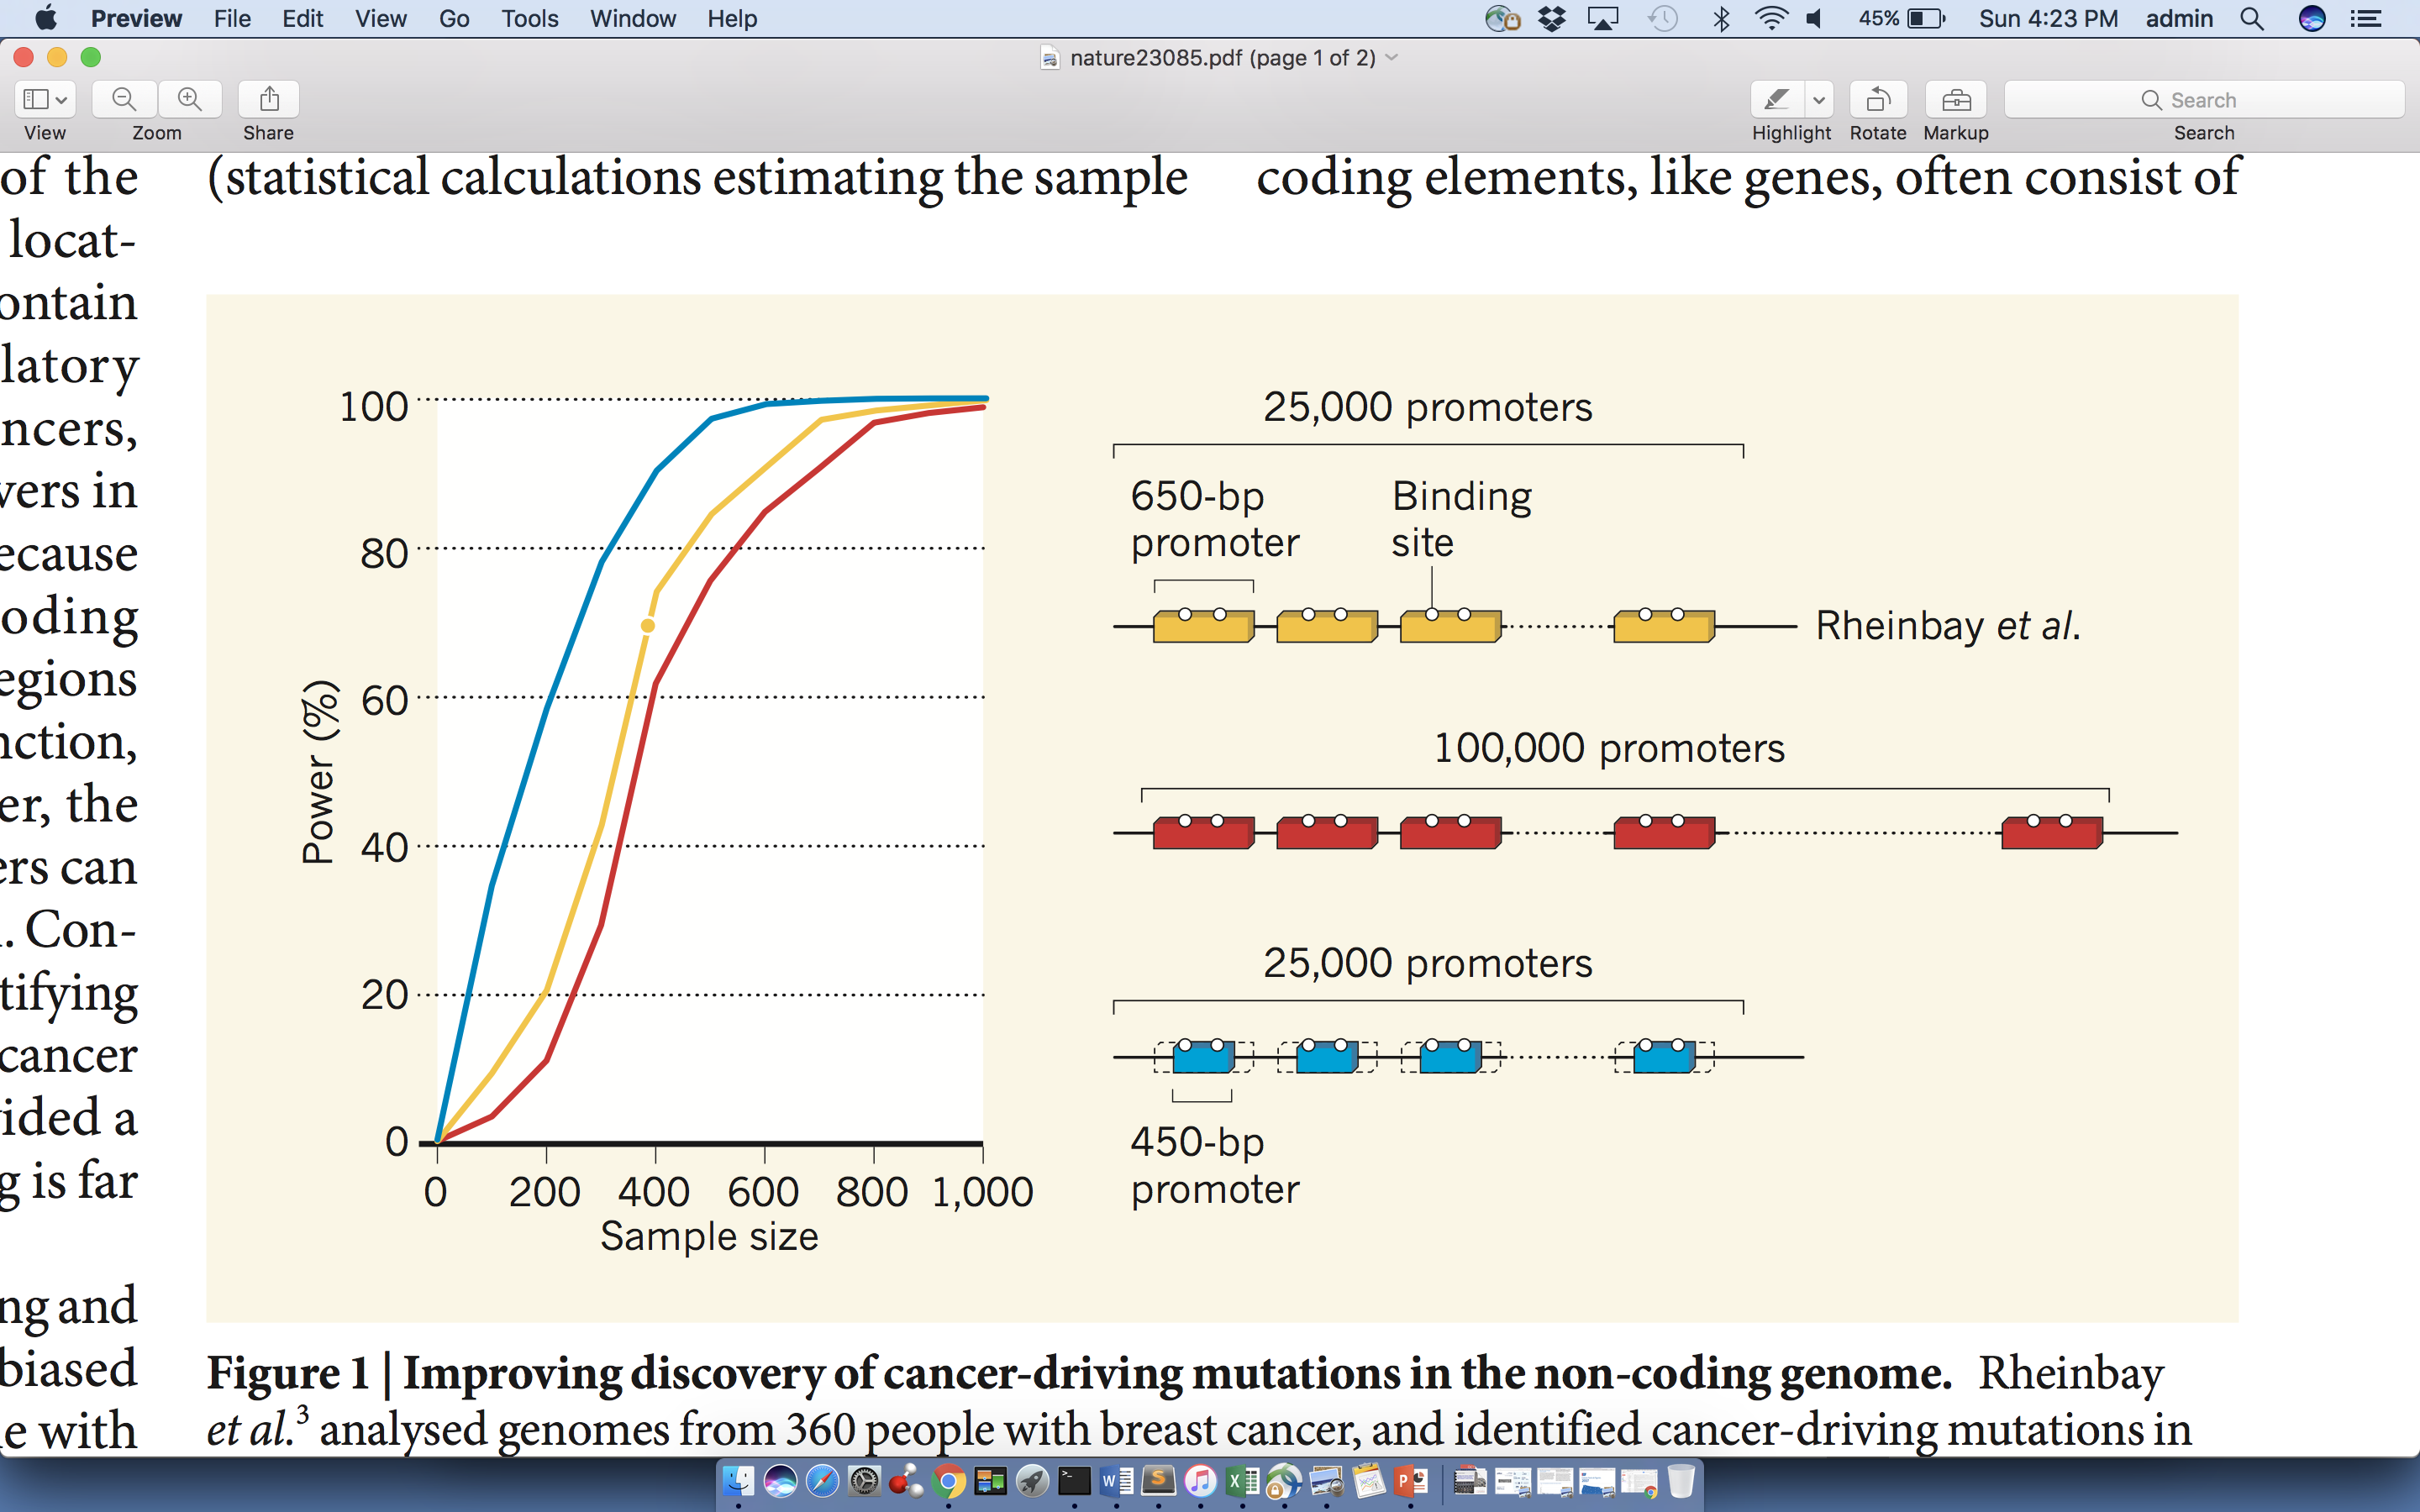 Preview File Edit View Go Tools Window Help 45% Sun 4:23 PM admin
nature23085.pdf (page 1 of 2)
Search
View Zoom Share Highlight Rotate Markup Search
of the
locat-
ontain
latory
ncers,
vers in
ecause
oding
egions
nction,
er, the
ers can
. Con-
tifying
cancer
vided a
g is far
ng and
biased
e with
(statistical calculations estimating the sample
coding elements, like genes, often consist of
100
80
60
40
20
0
Power (%)
0 200 400 600 800 1,000
Sample size
25,000 promoters
650-bp
promoter
Binding
site
Rheinbay et al.
100,000 promoters
25,000 promoters
450-bp
promoter
Figure 1 | Improving discovery of cancer-driving mutations in the non-coding genome. Rheinbay
et al.3 analysed genomes from 360 people with breast cancer, and identified cancer-driving mutations in